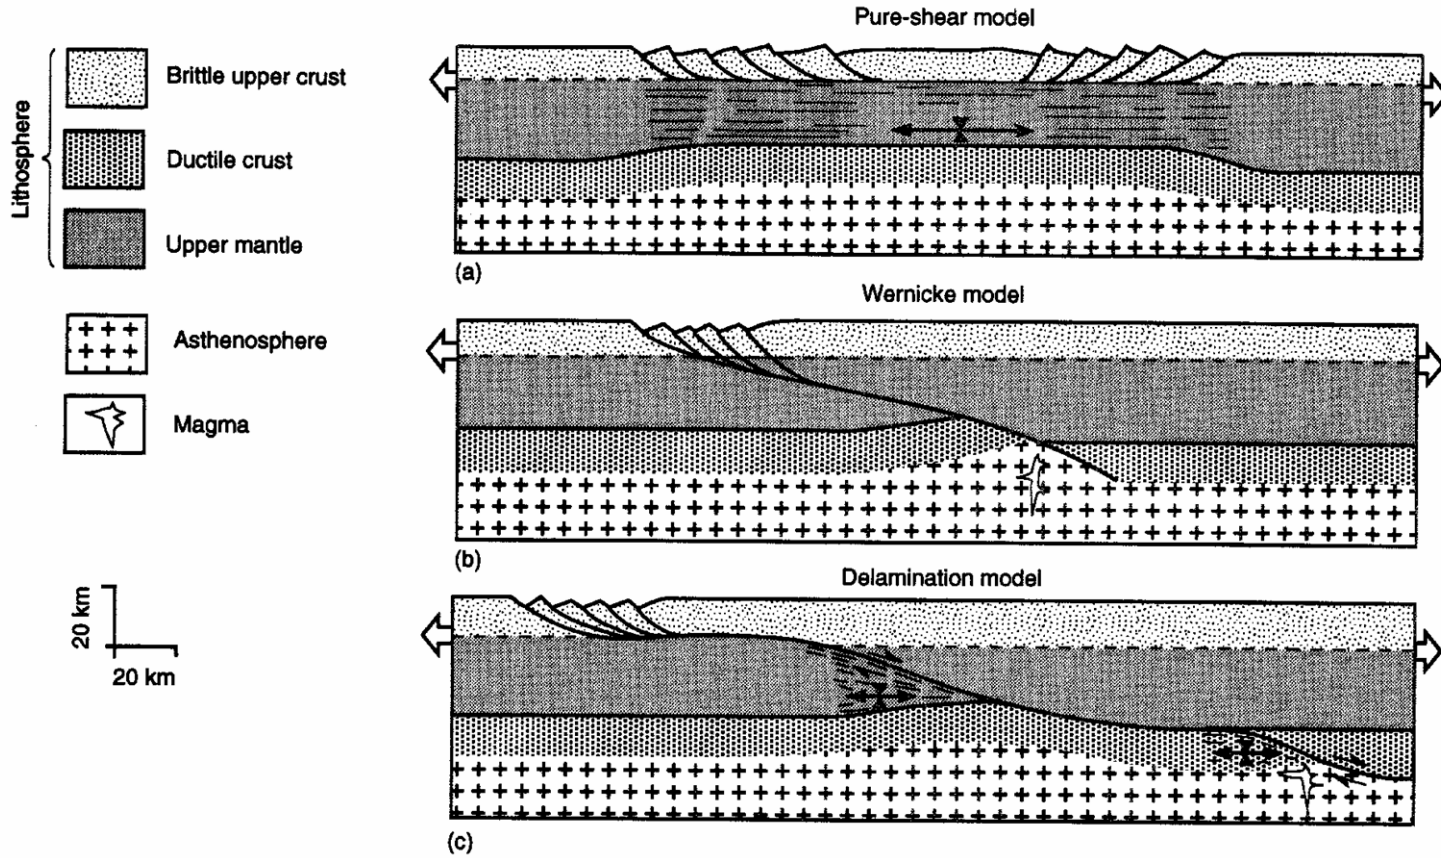 Pure-shear model
Brittle upper crust
Ductile crust
Upper mantle
Lithosphere
Asthenosphere
Magma
20 km
20 km
(a)
Wernicke model
(b)
Delamination model
(c)